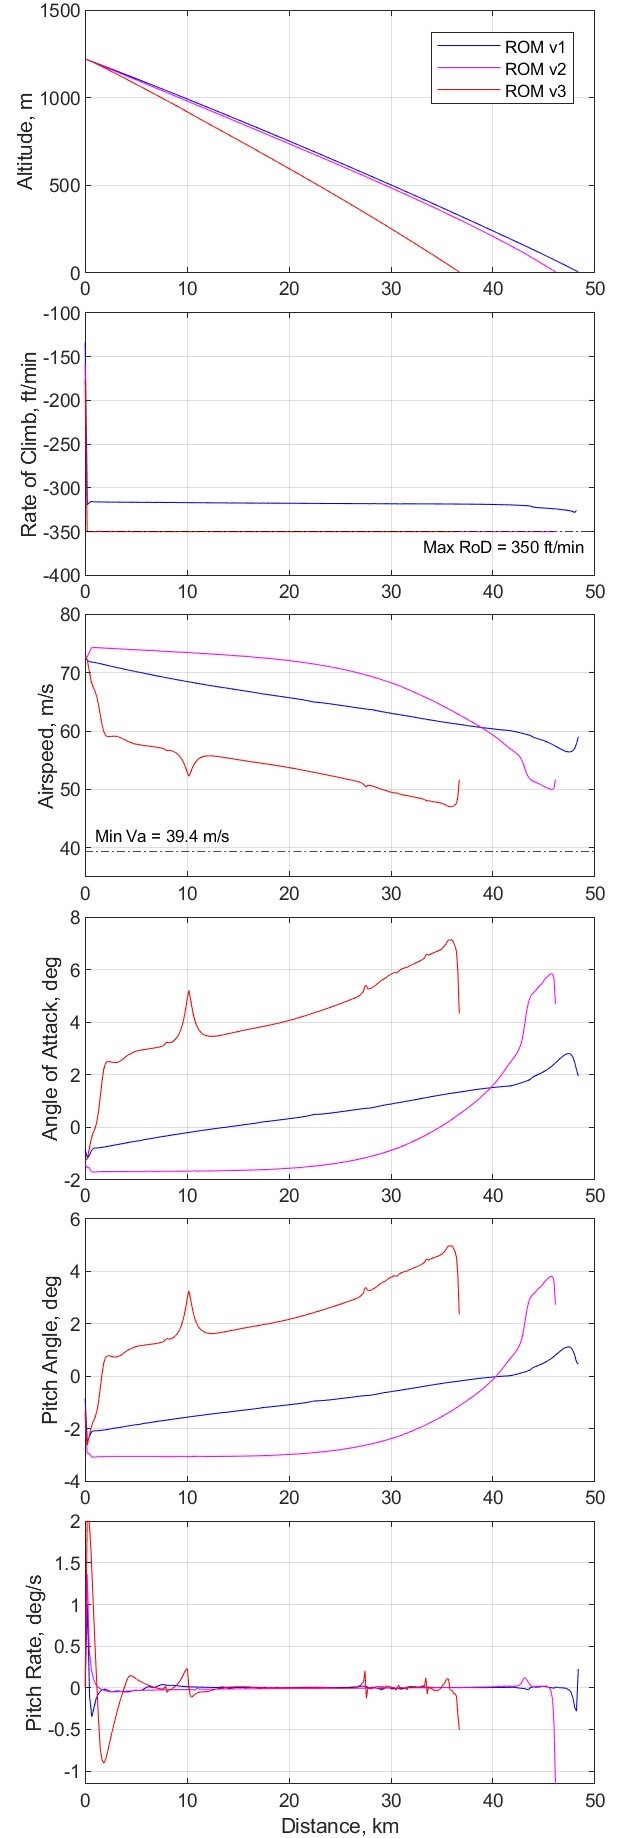 1500
1000
500
0
Altitude, m
ROM v1
ROM v2
ROM v3
0 10 20 30 40 50
-100
-150
-200
-250
-300
-350
-400
Rate of Climb, ft/min
Max RoD = 350 ft/min
0 10 20 30 40 50
80
70
60
50
40
Airspeed, m/s
Min Va = 39.4 m/s
0 10 20 30 40 50
8
6
4
2
0
-2
Angle of Attack, deg
0 10 20 30 40 50
6
4
2
0
-2
-4
Pitch Angle, deg
0 10 20 30 40 50
2
1.5
1
0.5
0
-0.5
-1
Pitch Rate, deg/s
0 10 20 30 40 50
Distance, km